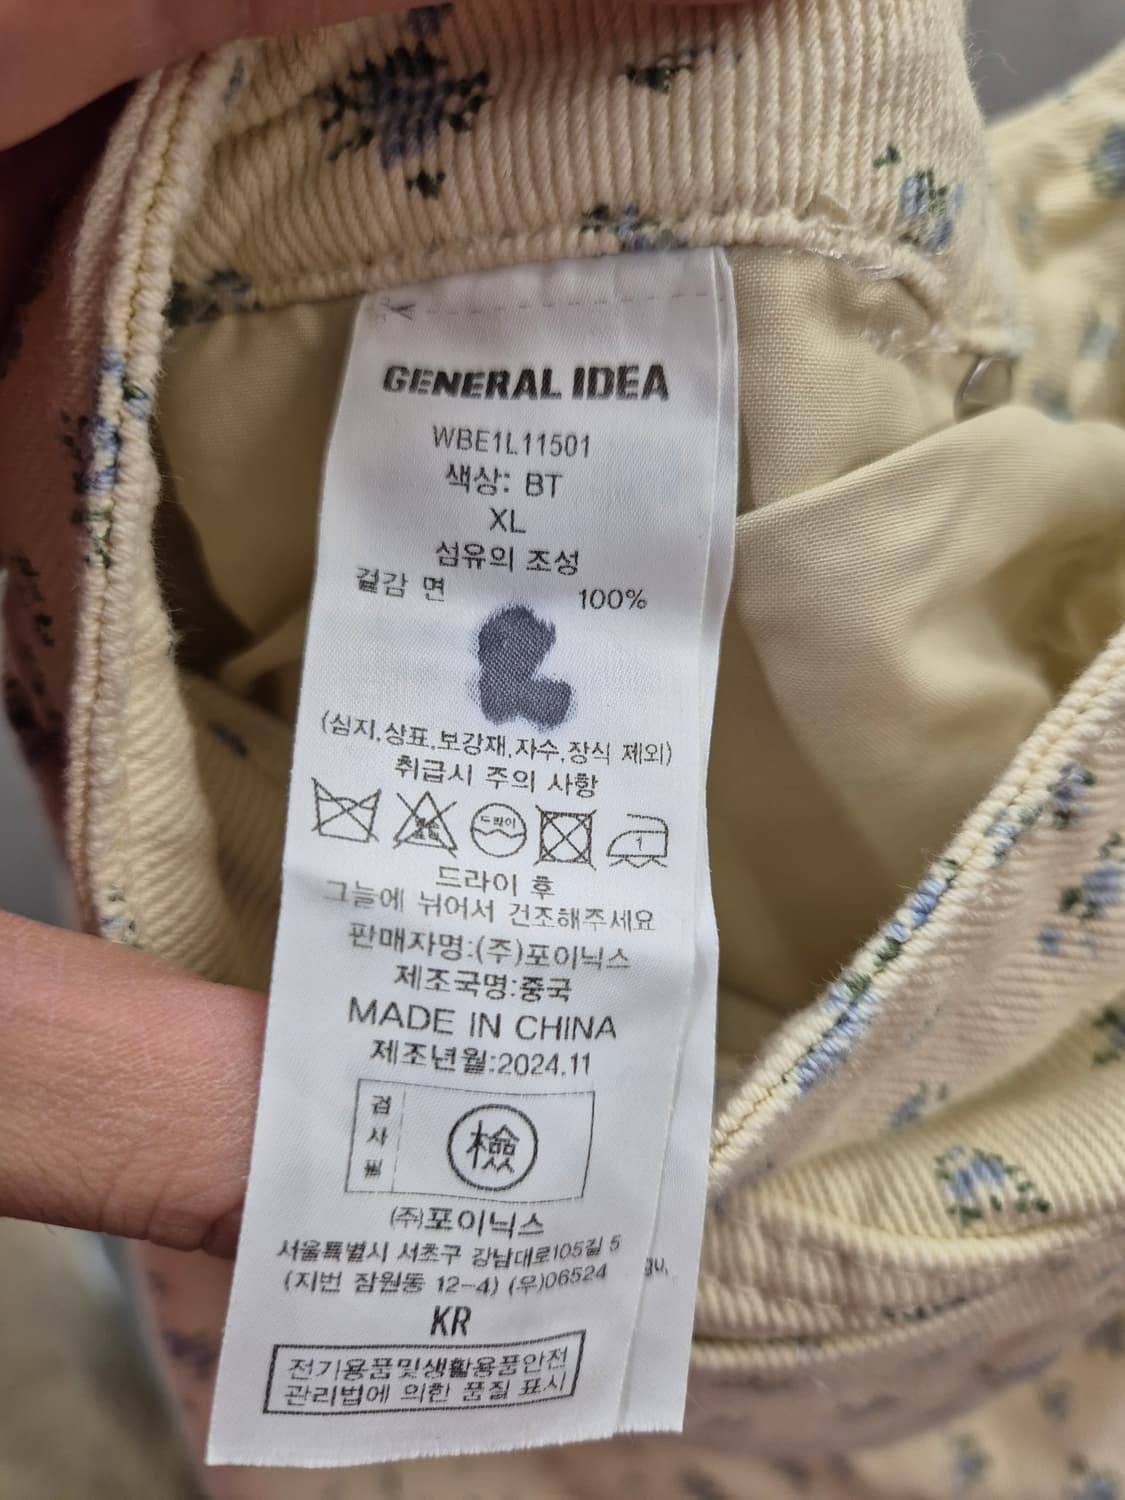 GENERAL IDEA
WBE1L11501
색상: BT
XL
섬유의 조성
겉감 면 100%
(심지,상표,보강재,자수,장식 제외)
취급시 주의 사항
드라이
1
드라이 후
그늘에 뉘어서 건조해주세요
판매자명:(주)포이닉스
제조국명:중국
MADE IN CHINA
제조년월:2024.11
검사필
檢
(주)포이닉스
서울특별시 서초구 강남대로105길 5
(지번 잠원동 12-4) (우)06524
gu,
KR
전기용품및생활용품안전
관리법에 의한 품질 표시